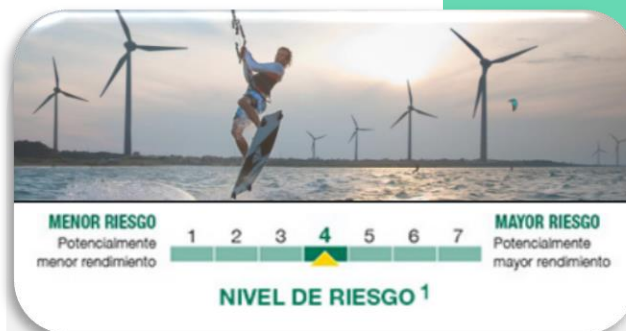 MENOR RIESGO
Potencialmente
menor rendimiento
1 2 3 4 5 6 7
MAYOR RIESGO
Potencialmente
mayor rendimiento
NIVEL DE RIESGO 1